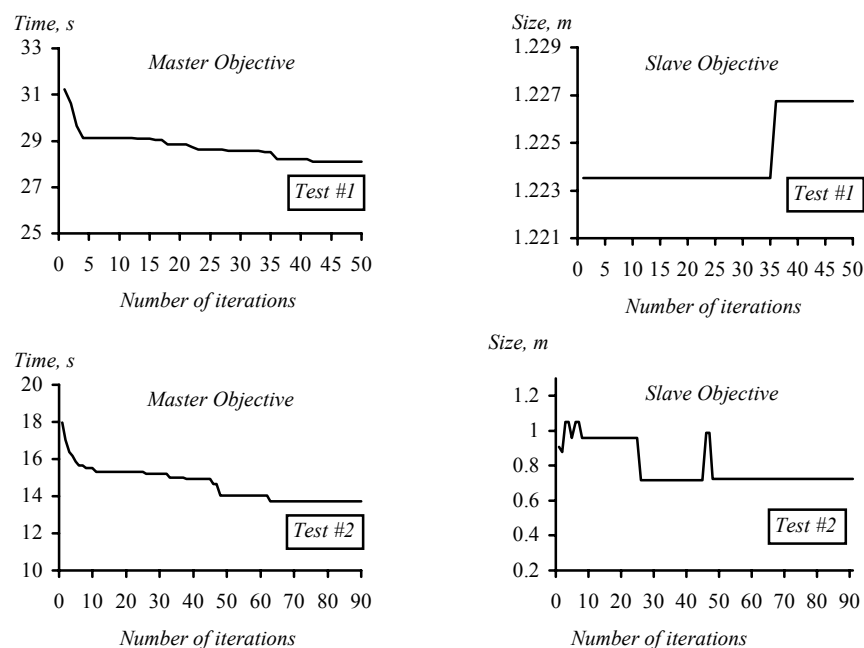 Time, s
Master Objective
33
31
29
27
25
Test #1
0 5 10 15 20 25 30 35 40 45 50
Number of iterations
Size, m
Slave Objective
1.229
1.227
1.225
1.223
1.221
Test #1
0 5 10 15 20 25 30 35 40 45 50
Number of iterations
Time, s
Master Objective
20
18
16
14
12
10
Test #2
0 10 20 30 40 50 60 70 80 90
Number of iterations
Size, m
Slave Objective
1.2
1
0.8
0.6
0.4
0.2
Test #2
0 10 20 30 40 50 60 70 80 90
Number of iterations